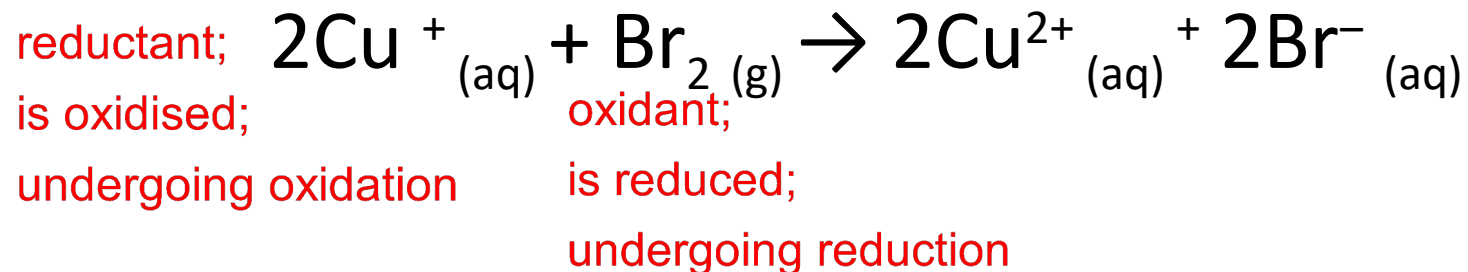 reductant; 2Cu ⁺ ₍aq₎ + Br₂ ₍g₎ → 2Cu²⁺ ₍aq₎ ⁺ 2Br⁻ ₍aq₎
is oxidised;
undergoing oxidation
oxidant;
is reduced;
undergoing reduction